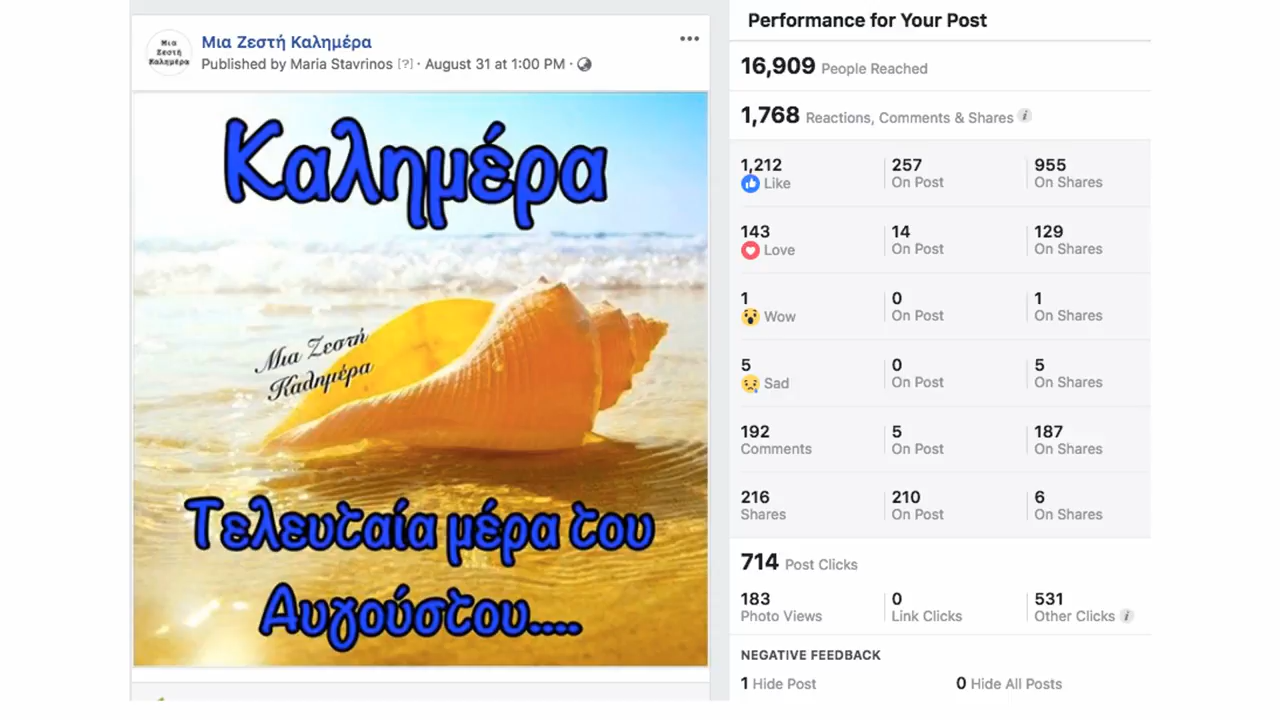 Μια
Ζεστή
Καλημέρα
Μια Ζεστή Καλημέρα
Published by Maria Stavrinos [?] · August 31 at 1:00 PM ·
Καλημέρα
Μια Ζεστή
Καλημέρα
Τελευταία μέρα του
Αυγούστου....
Performance for Your Post
16,909 People Reached
1,768 Reactions, Comments & Shares i
1,212 257 955
Like On Post On Shares
143 14 129
Love On Post On Shares
1 0 1
Wow On Post On Shares
5 0 5
Sad On Post On Shares
192 5 187
Comments On Post On Shares
216 210 6
Shares On Post On Shares
714 Post Clicks
183 0 531
Photo Views Link Clicks Other Clicks i
NEGATIVE FEEDBACK
1 Hide Post 0 Hide All Posts